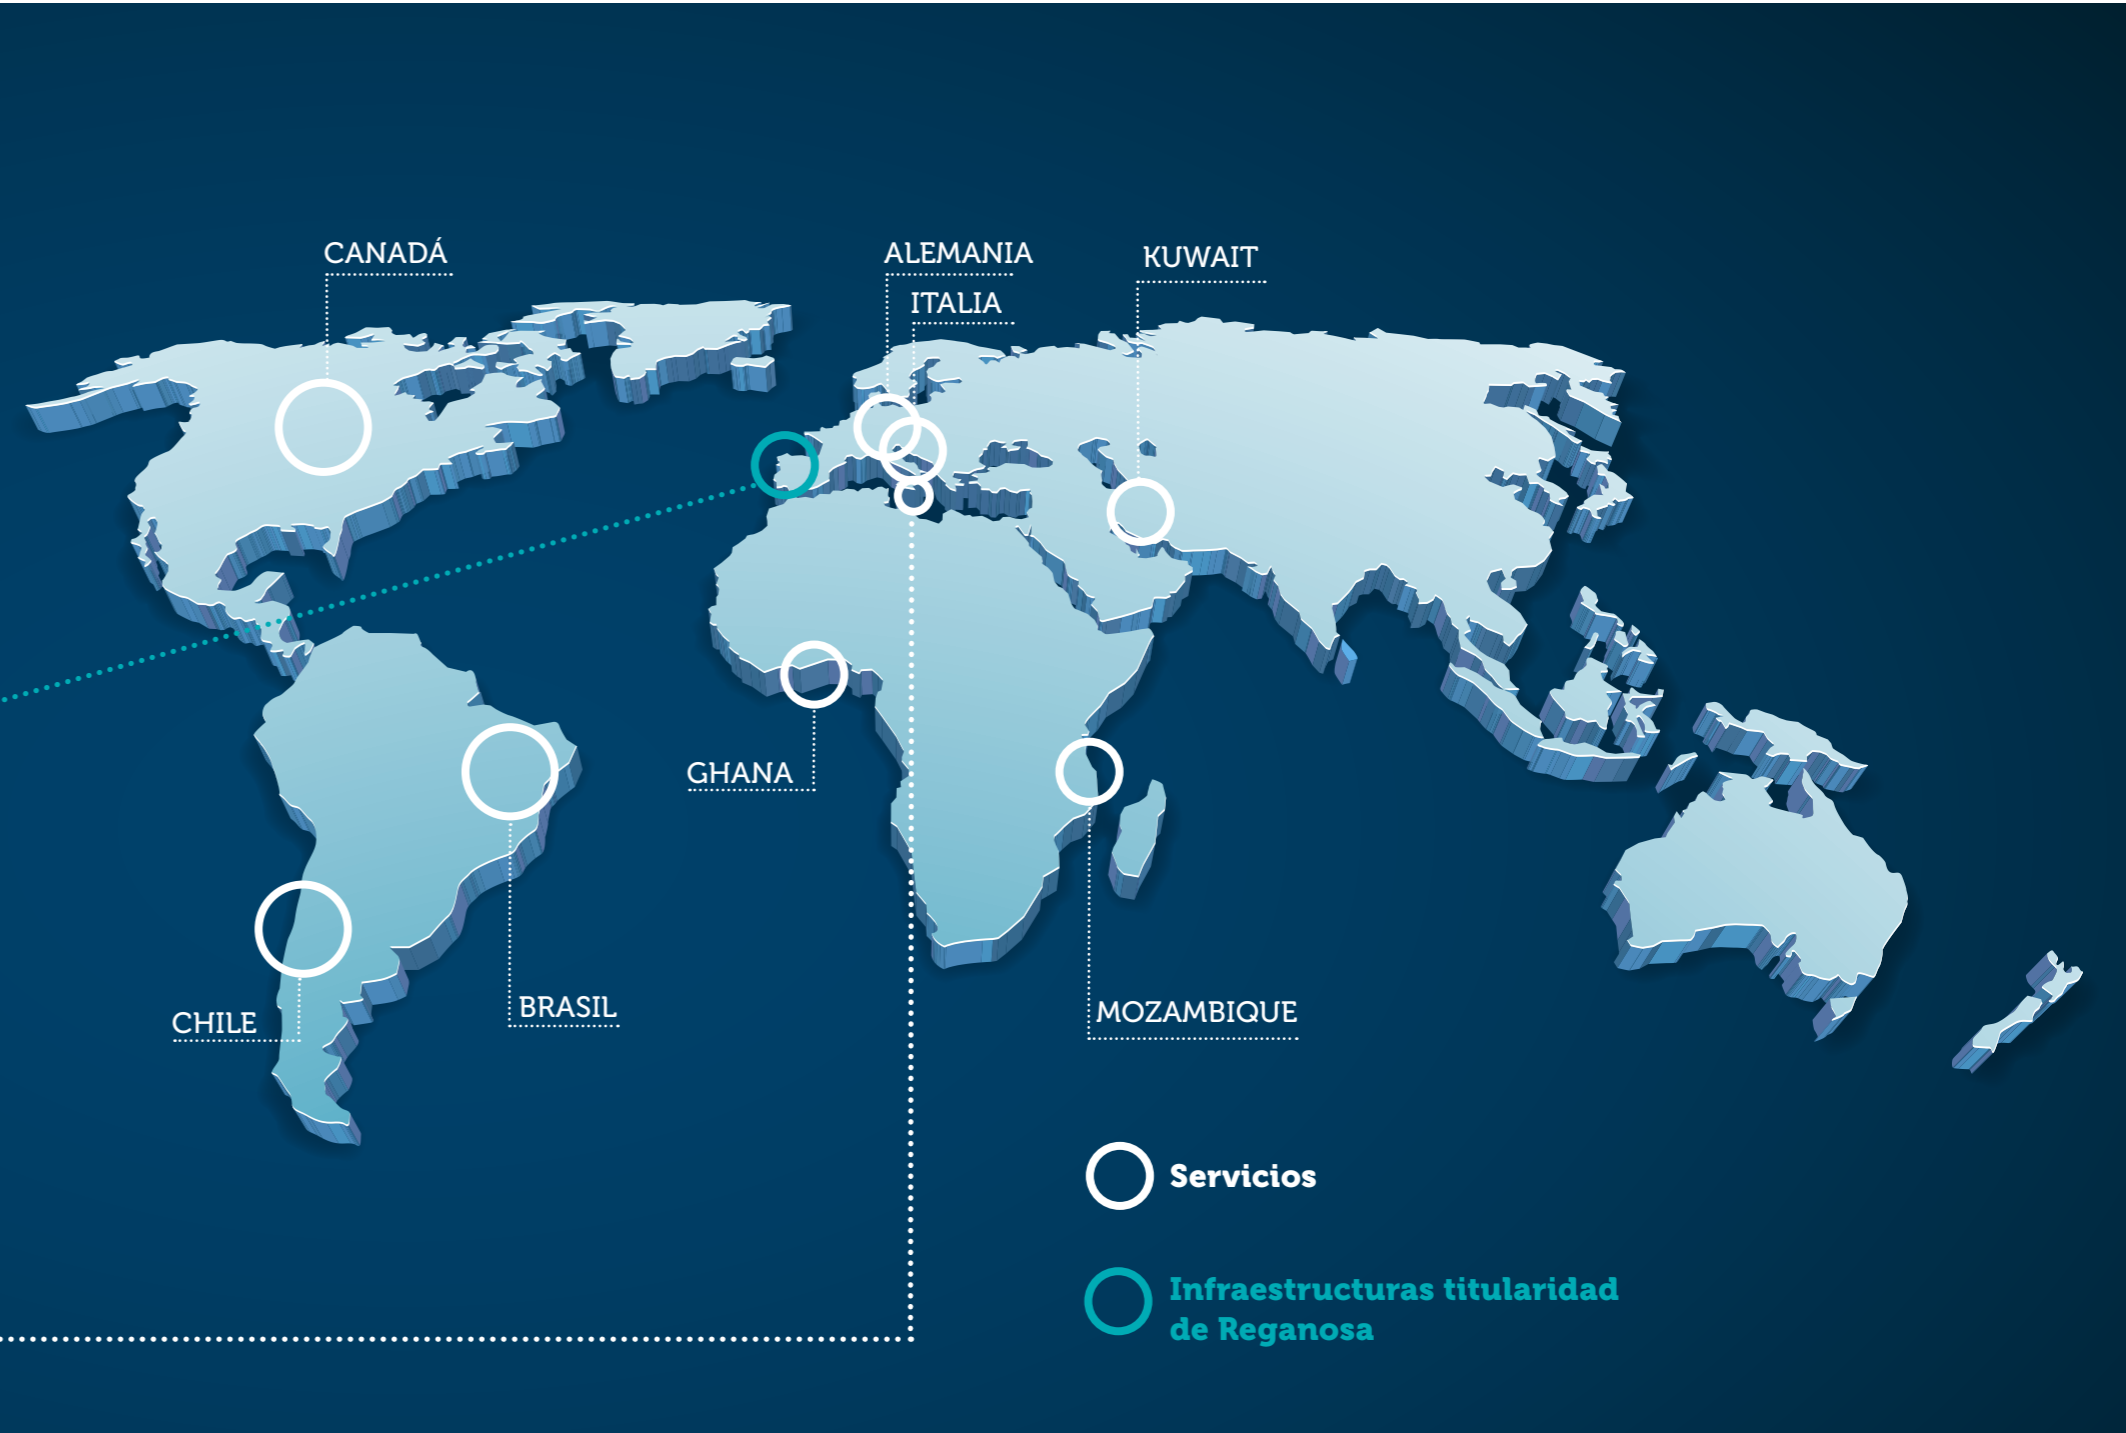 CANADÁ
ALEMANIA
KUWAIT
ITALIA
GHANA
CHILE
BRASIL
MOZAMBIQUE
Servicios
Infraestructuras titularidad
de Reganosa